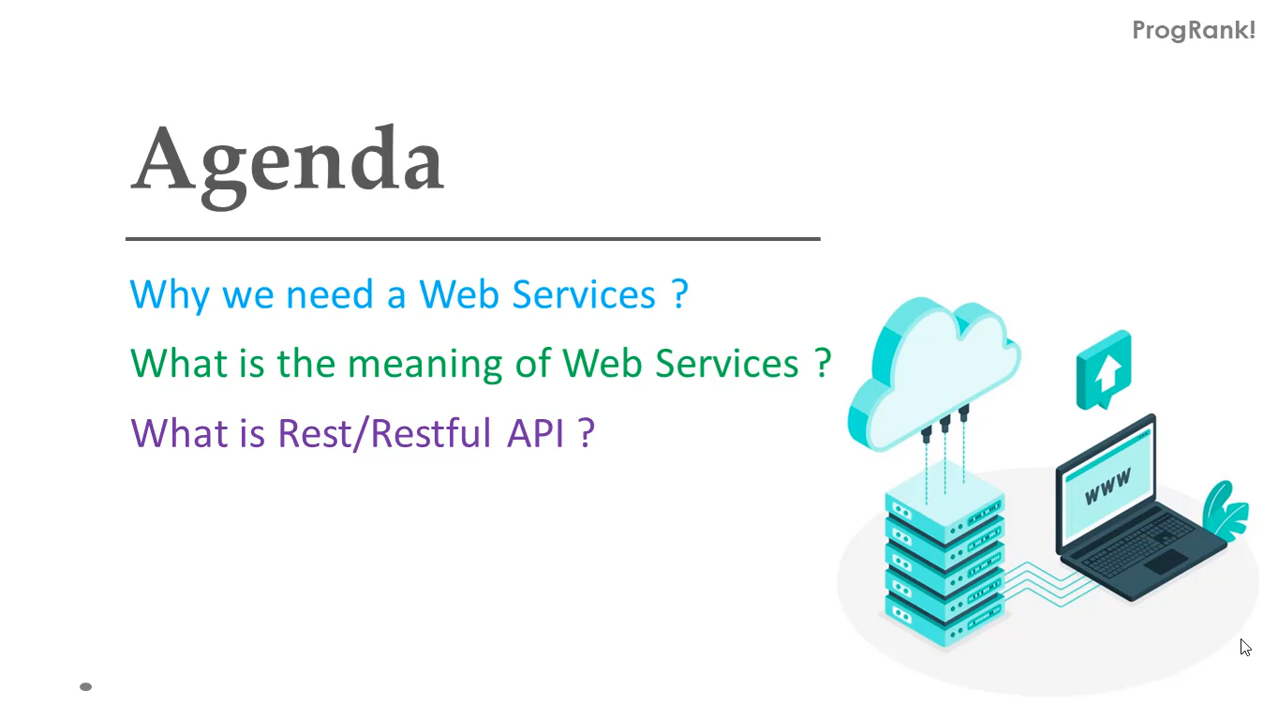 ProgRank!
Agenda
Why we need a Web Services ?
What is the meaning of Web Services ?
What is Rest/Restful API ?
WWW